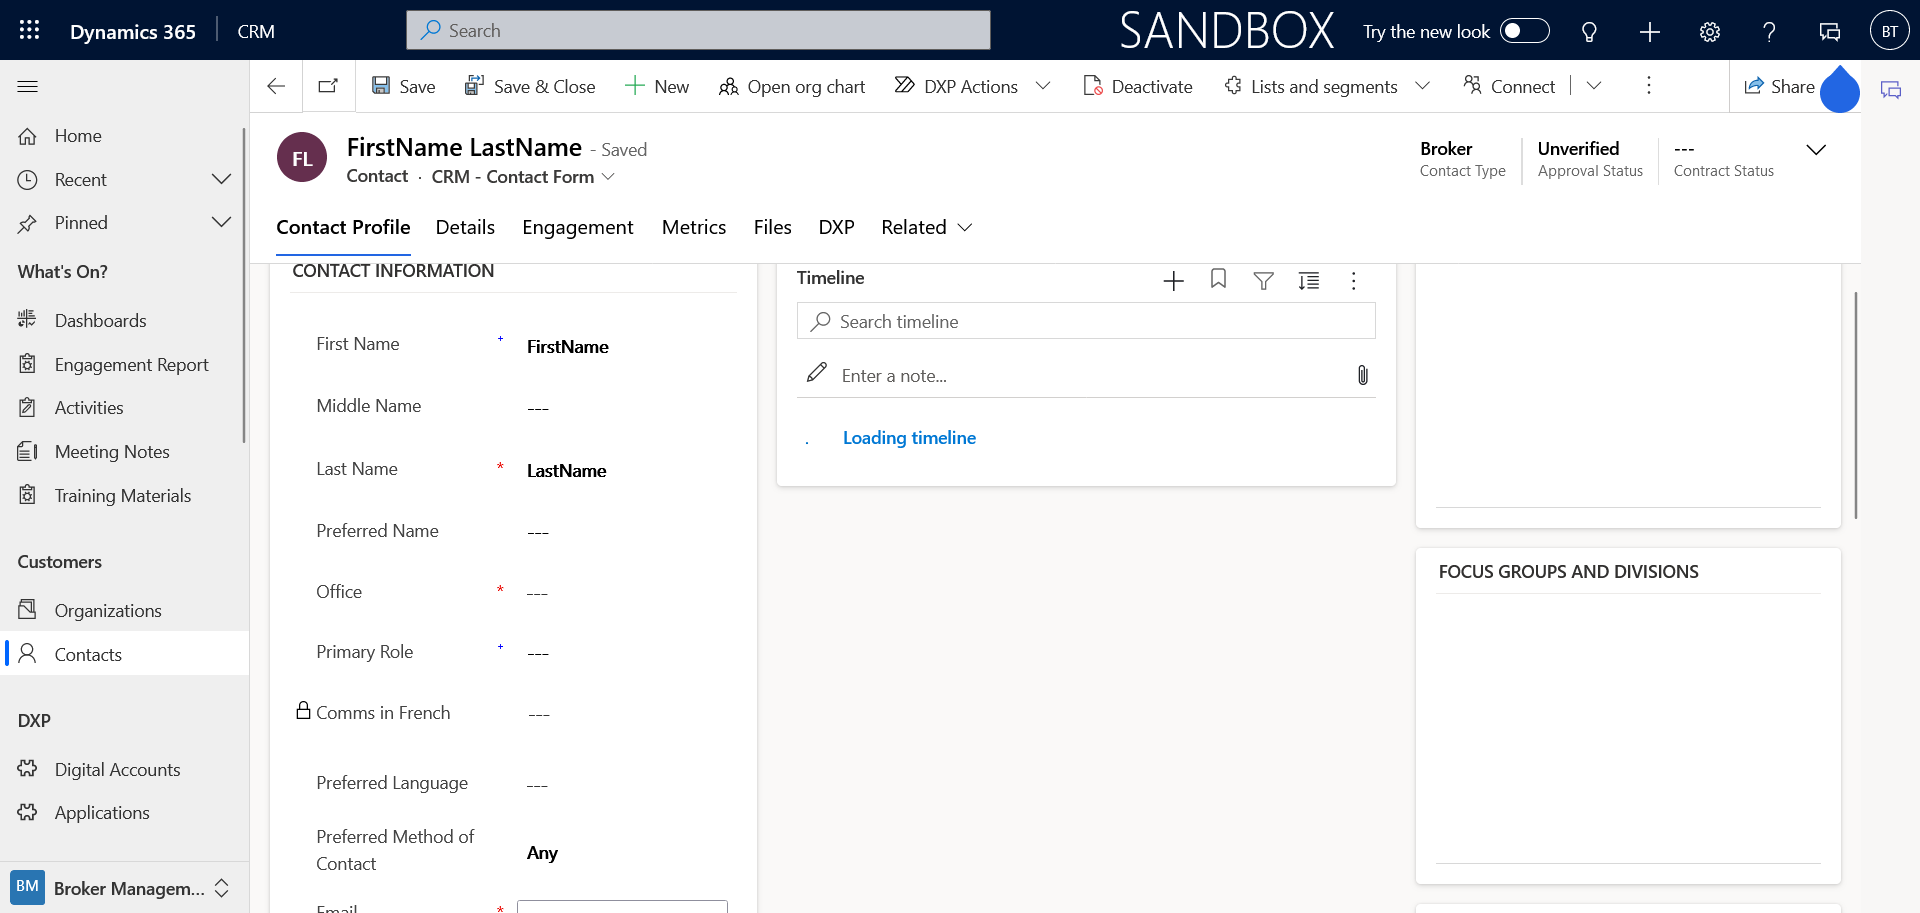 Dynamics 365 CRM Search SANDBOX Try the new look BT
Save Save & Close New Open org chart DXP Actions Deactivate Lists and segments Connect Share
Home
Recent
Pinned
What's On?
Dashboards
Engagement Report
Activities
Meeting Notes
Training Materials
Customers
Organizations
Contacts
DXP
Digital Accounts
Applications
BM Broker Managem...
FL
FirstName LastName - Saved
Contact · CRM - Contact Form
Broker
Contact Type
Unverified
Approval Status
---
Contract Status
Contact Profile Details Engagement Metrics Files DXP Related
CONTACT INFORMATION
First Name + FirstName
Middle Name ---
Last Name * LastName
Preferred Name ---
Office * ---
Primary Role + ---
Comms in French ---
Preferred Language ---
Preferred Method of
Contact
Any
Email *
Timeline
Search timeline
Enter a note...
Loading timeline
FOCUS GROUPS AND DIVISIONS